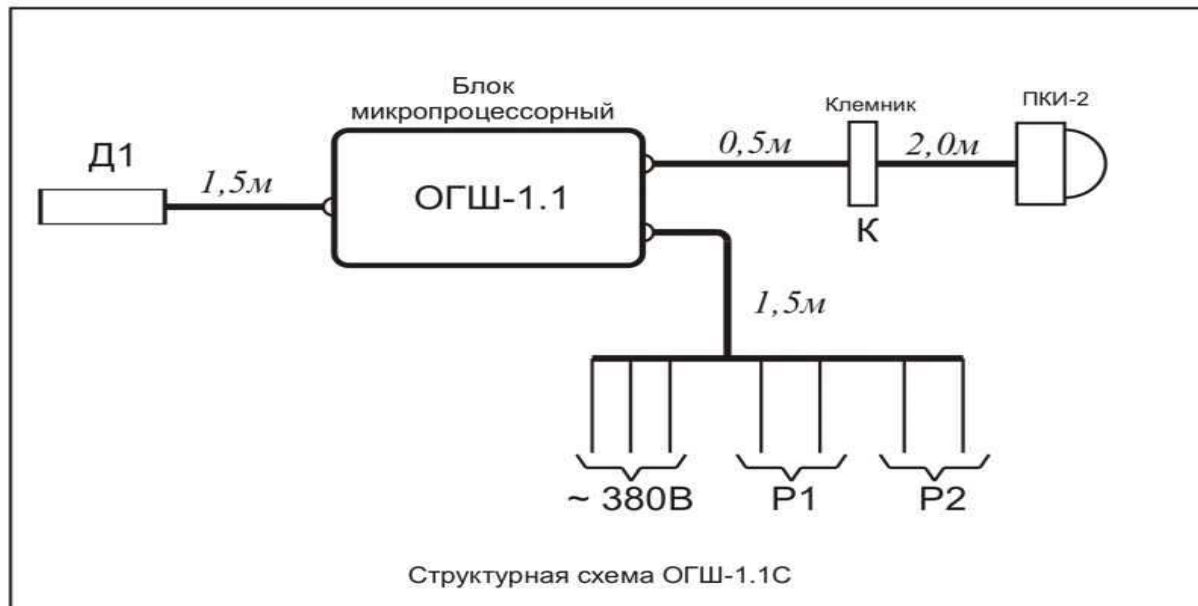 Блок
микропроцессорный
Клемник
ПКИ-2
Д1
1,5м
ОГШ-1.1
0,5м
2,0м
К
1,5м
~ 380В
Р1
Р2
Структурная схема ОГШ-1.1С